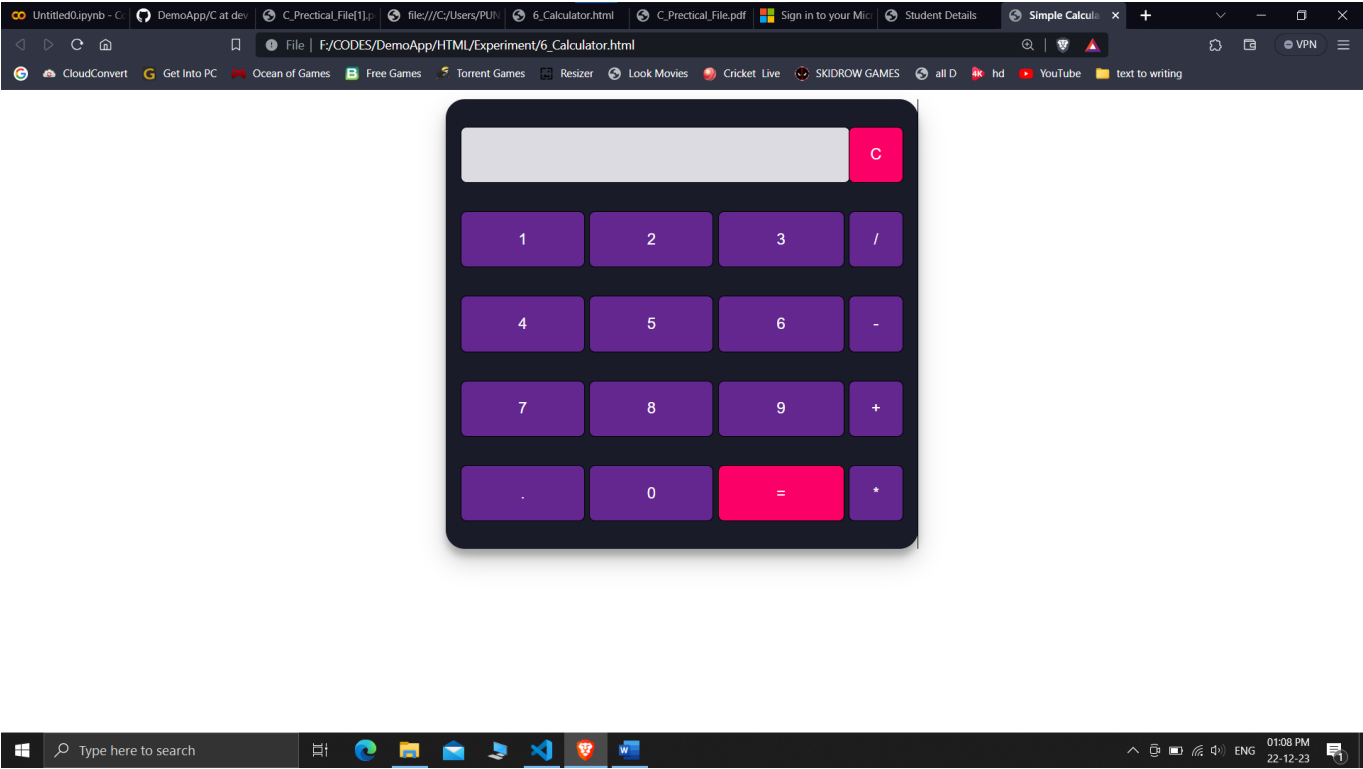 Untitled0.ipynb - Co DemoApp/C at dev C_Prectical_File[1].p file:///C:/Users/PUN 6_Calculator.html C_Prectical_File.pdf Sign in to your Micr Student Details Simple Calcula
File F:/CODES/DemoApp/HTML/Experiment/6_Calculator.html VPN
CloudConvert Get Into PC Ocean of Games Free Games Torrent Games Resizer Look Movies Cricket Live SKIDROW GAMES all D 4K hd YouTube text to writing
C
1 2 3 /
4 5 6 -
7 8 9 +
. 0 = *
Type here to search ENG 01:08 PM
22-12-23 1